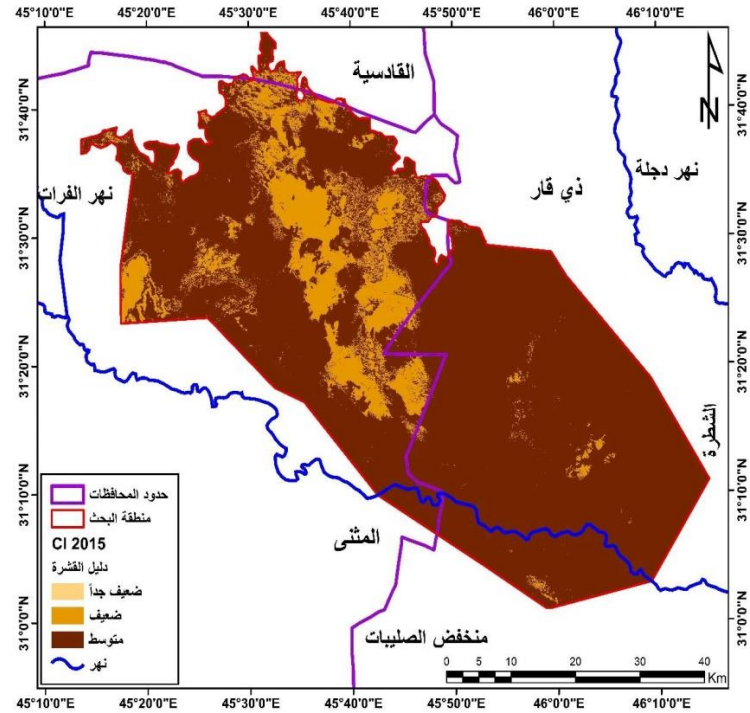 45°10'0"E 45°20'0"E 45°30'0"E 45°40'0"E 45°50'0"E 46°0'0"E 46°10'0"E
31°40'0"N 31°40'0"N
31°30'0"N 31°30'0"N
31°20'0"N 31°20'0"N
31°10'0"N 31°10'0"N
31°0'0"N 31°0'0"N
القادسية
N
نهر دجلة
ذي قار
نهر الفرات
الشطرة
المثنى
منخفض الصليبات
حدود المحافظات
منطقة البحث
CI 2015
دليل القشرة
ضعيف جداً
ضعيف
متوسط
نهر
0 5 10 20 30 40
Km
45°10'0"E 45°20'0"E 45°30'0"E 45°40'0"E 45°50'0"E 46°0'0"E 46°10'0"E